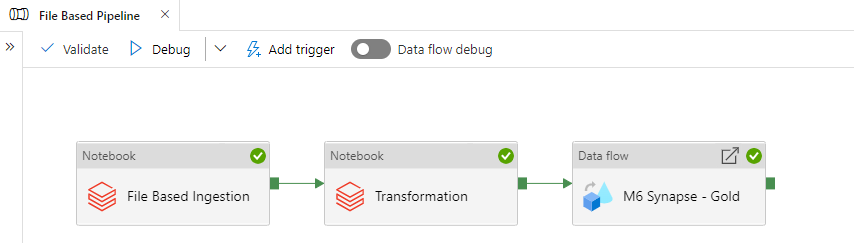 File Based Pipeline
Validate Debug Add trigger Data flow debug
Notebook Notebook Data flow
File Based Ingestion Transformation M6 Synapse - Gold